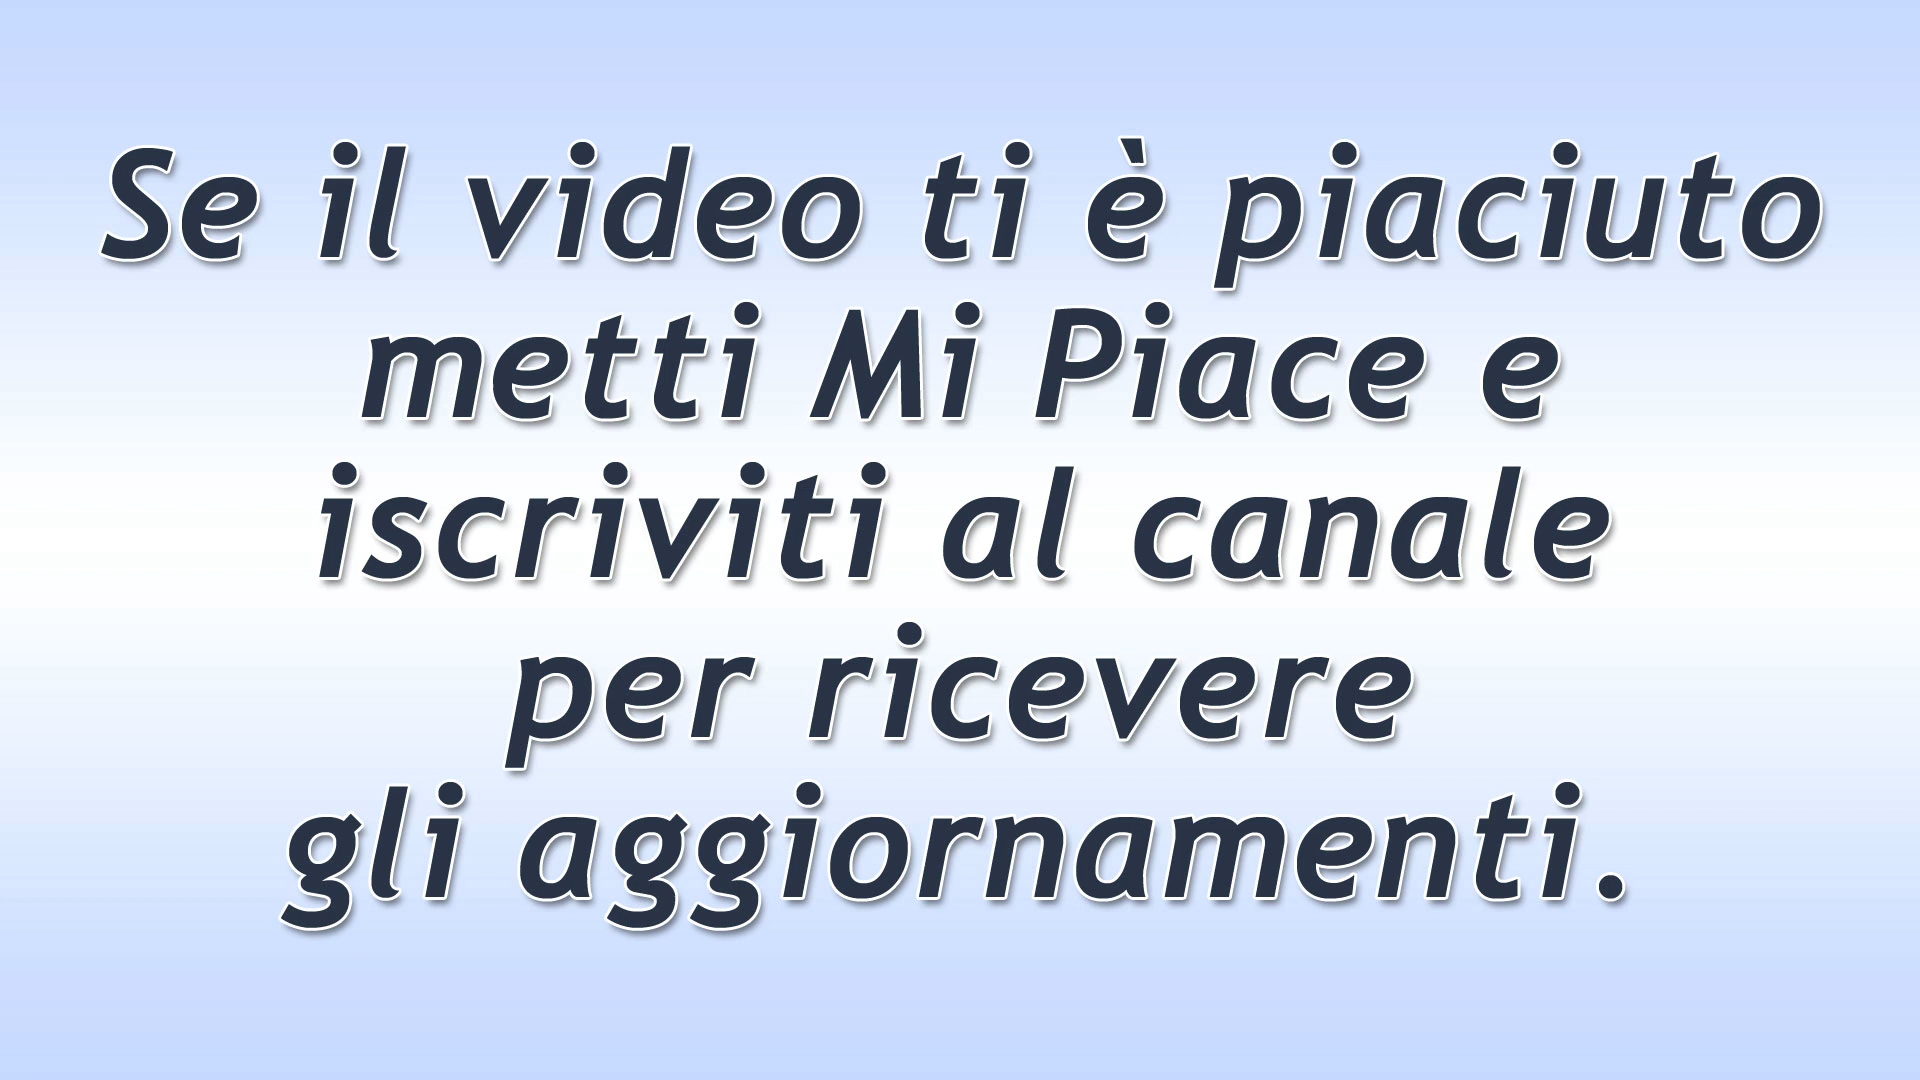 Se il video ti è piaciuto
metti Mi Piace e
iscriviti al canale
per ricevere
gli aggiornamenti.